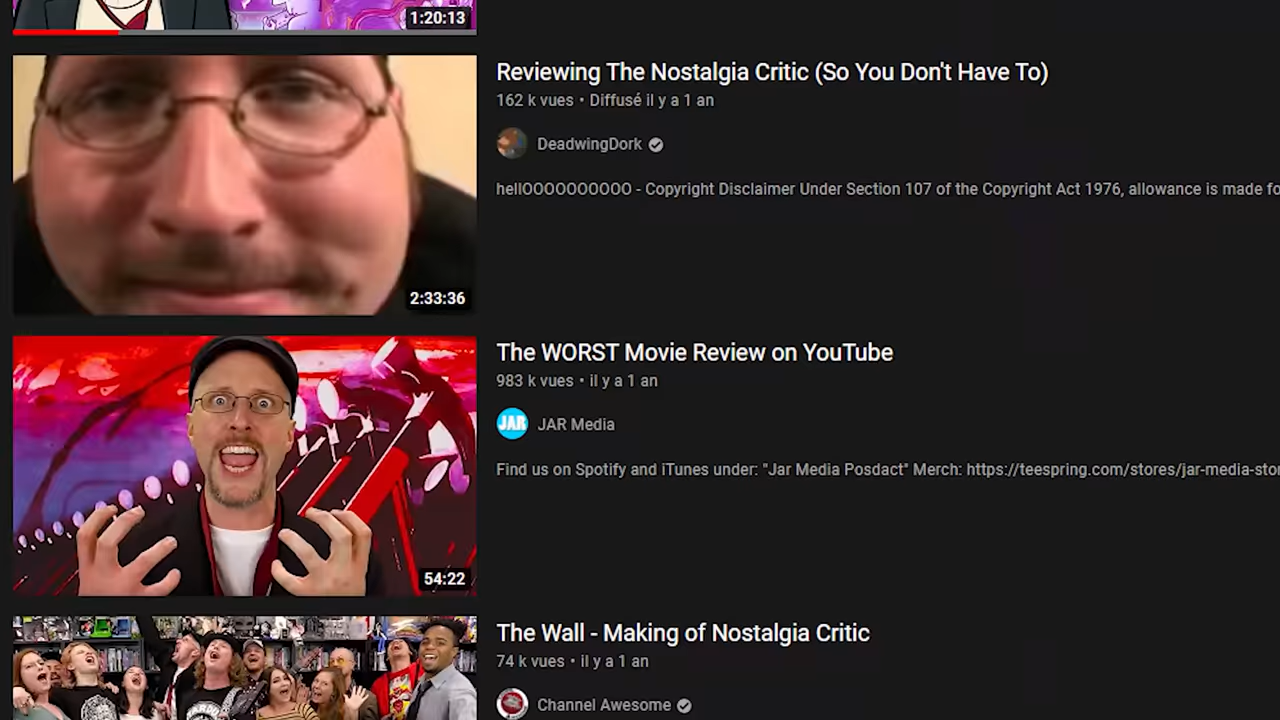 1:20:13
Reviewing The Nostalgia Critic (So You Don't Have To)
162 k vues • Diffusé il y a 1 an
DeadwingDork
hellOOOOOOOOOO - Copyright Disclaimer Under Section 107 of the Copyright Act 1976, allowance is made fo
2:33:36
The WORST Movie Review on YouTube
983 k vues • il y a 1 an
JAR
JAR Media
Find us on Spotify and iTunes under: "Jar Media Posdact" Merch: https://teespring.com/stores/jar-media-sto
54:22
The Wall - Making of Nostalgia Critic
74 k vues • il y a 1 an
Channel Awesome